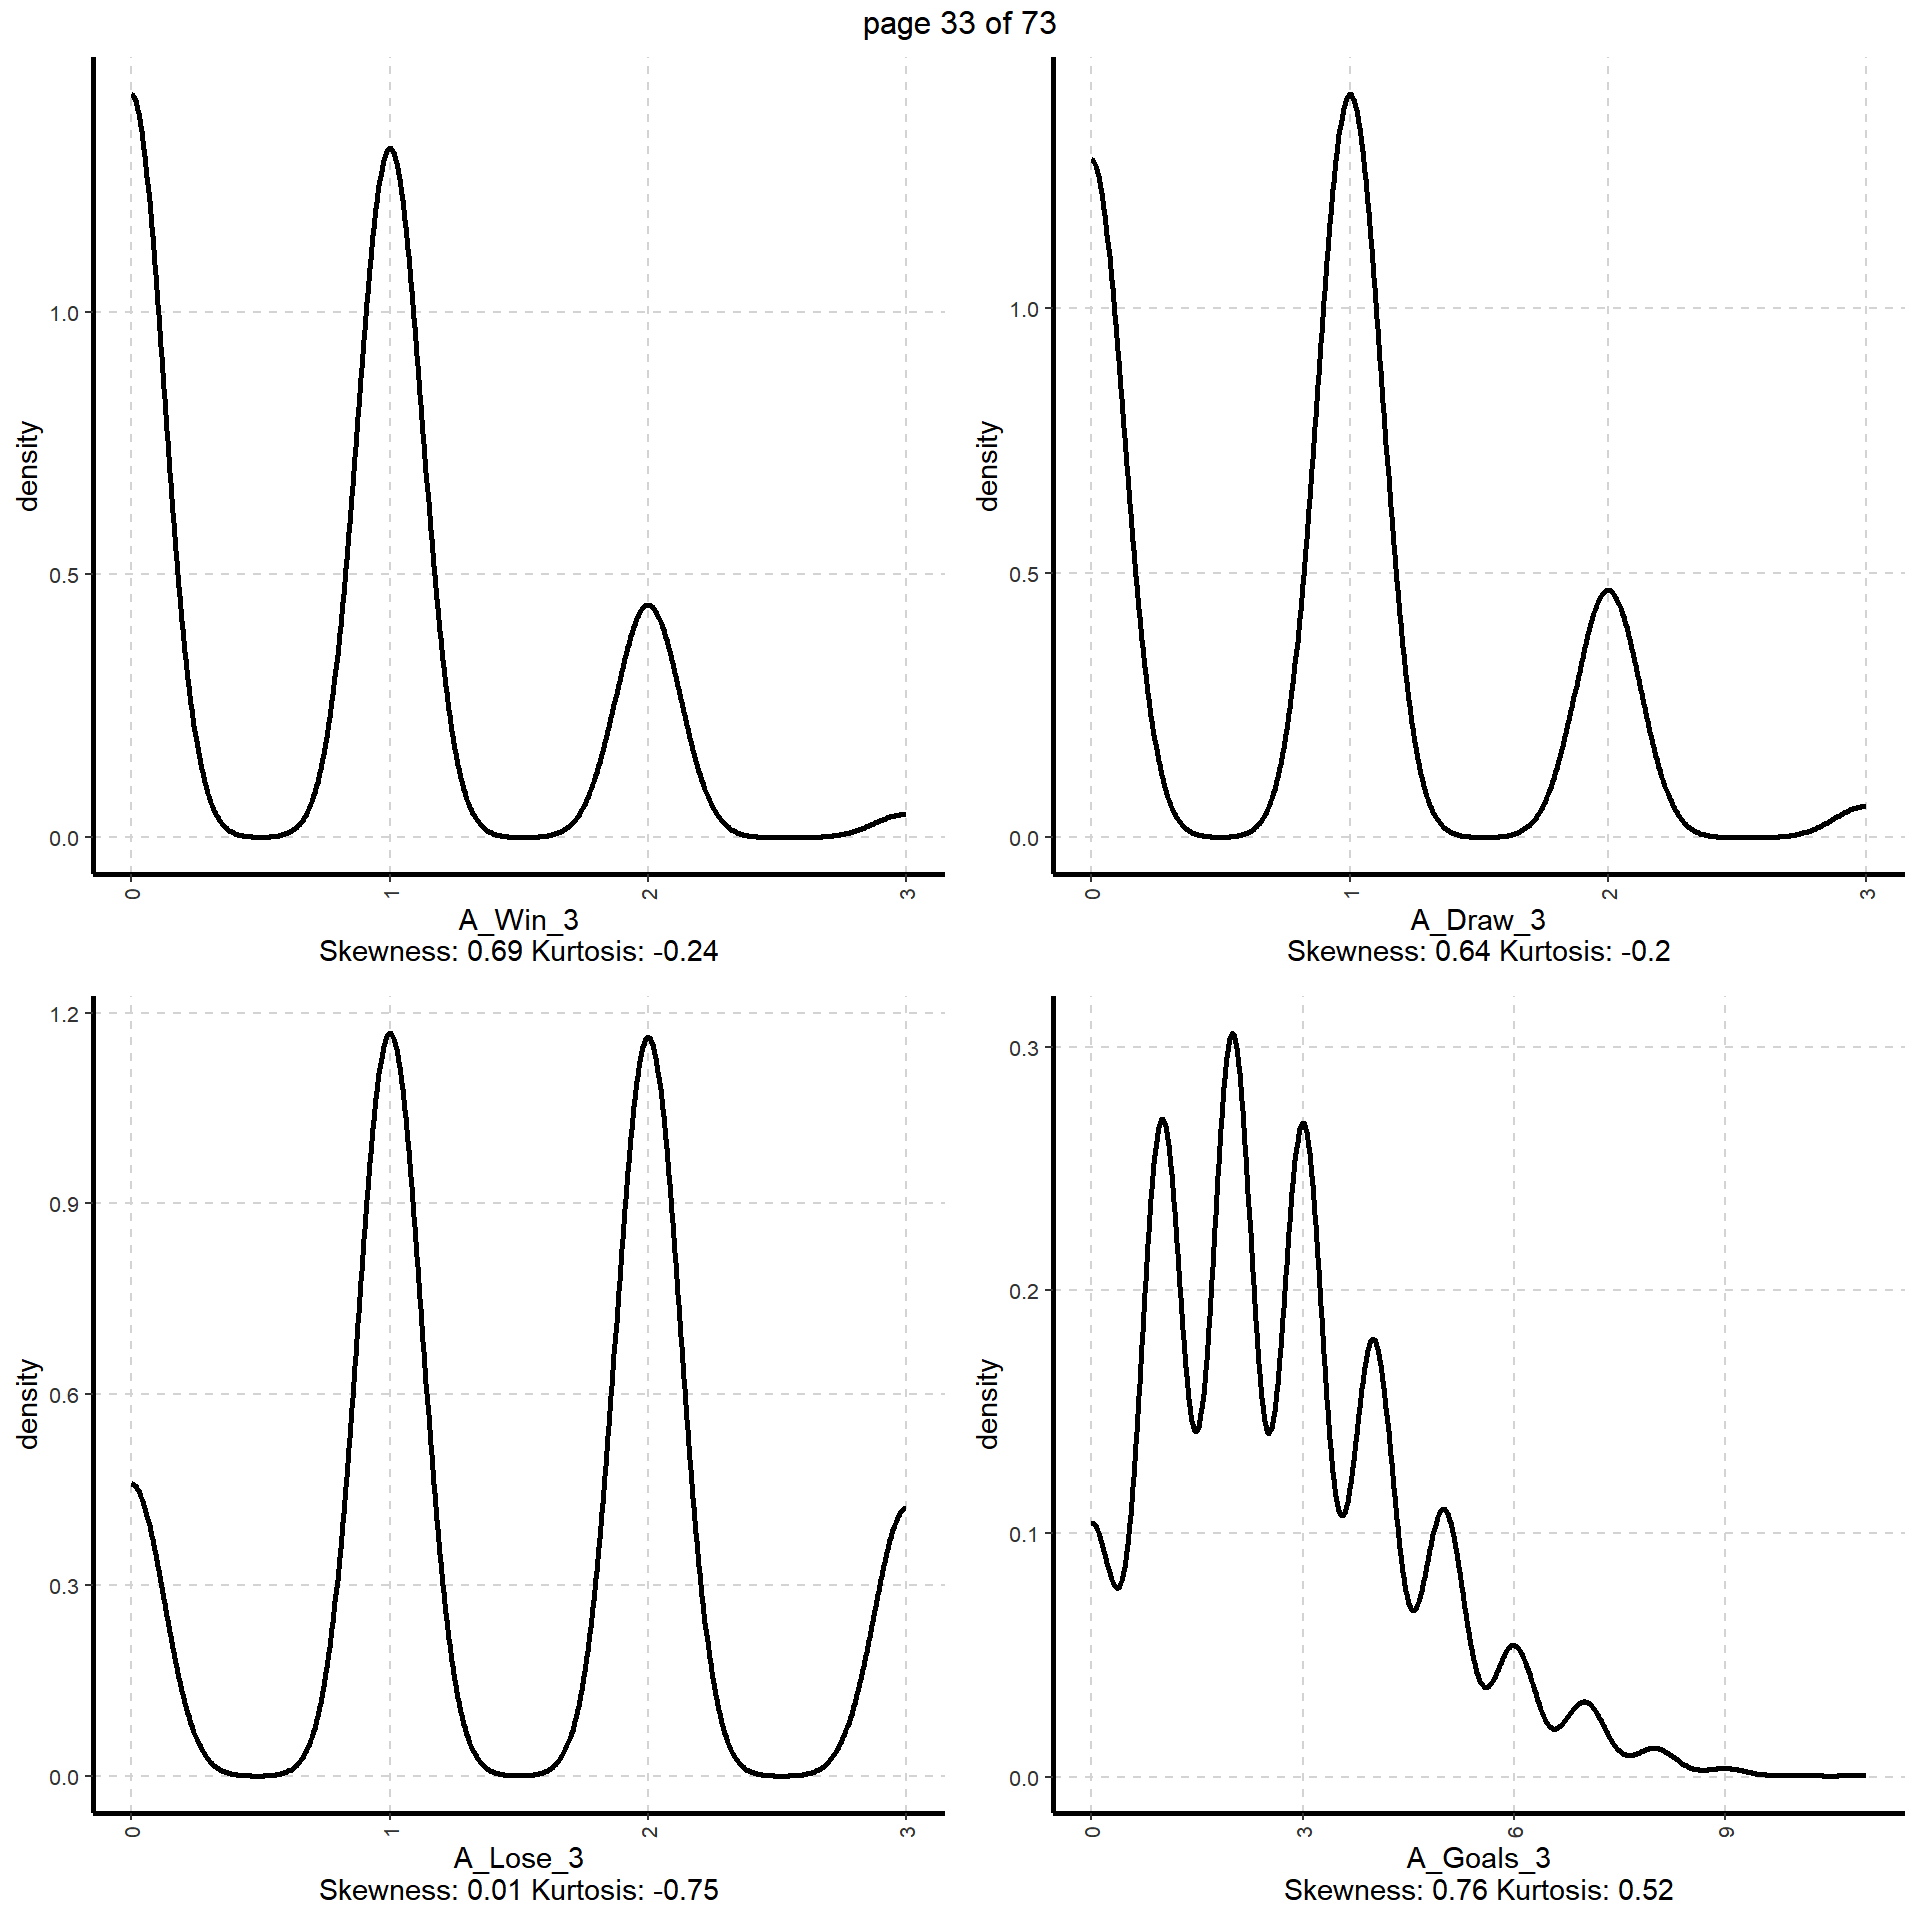 page 33 of 73
density
1.0
0.5
0.0
0 1 2 3
A_Win_3
Skewness: 0.69 Kurtosis: -0.24
density
1.0
0.5
0.0
0 1 2 3
A_Draw_3
Skewness: 0.64 Kurtosis: -0.2
density
1.2
0.9
0.6
0.3
0.0
0 1 2 3
A_Lose_3
Skewness: 0.01 Kurtosis: -0.75
density
0.3
0.2
0.1
0.0
0 3 6 9
A_Goals_3
Skewness: 0.76 Kurtosis: 0.52